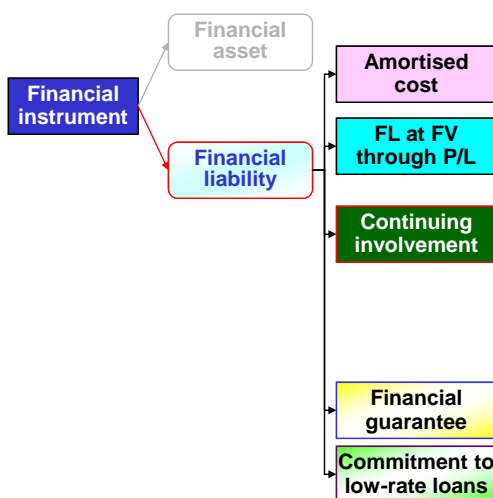 Financial
asset
Financial
instrument
Financial
liability
Amortised
cost
FL at FV
through P/L
Continuing
involvement
Financial
guarantee
Commitment to
low-rate loans